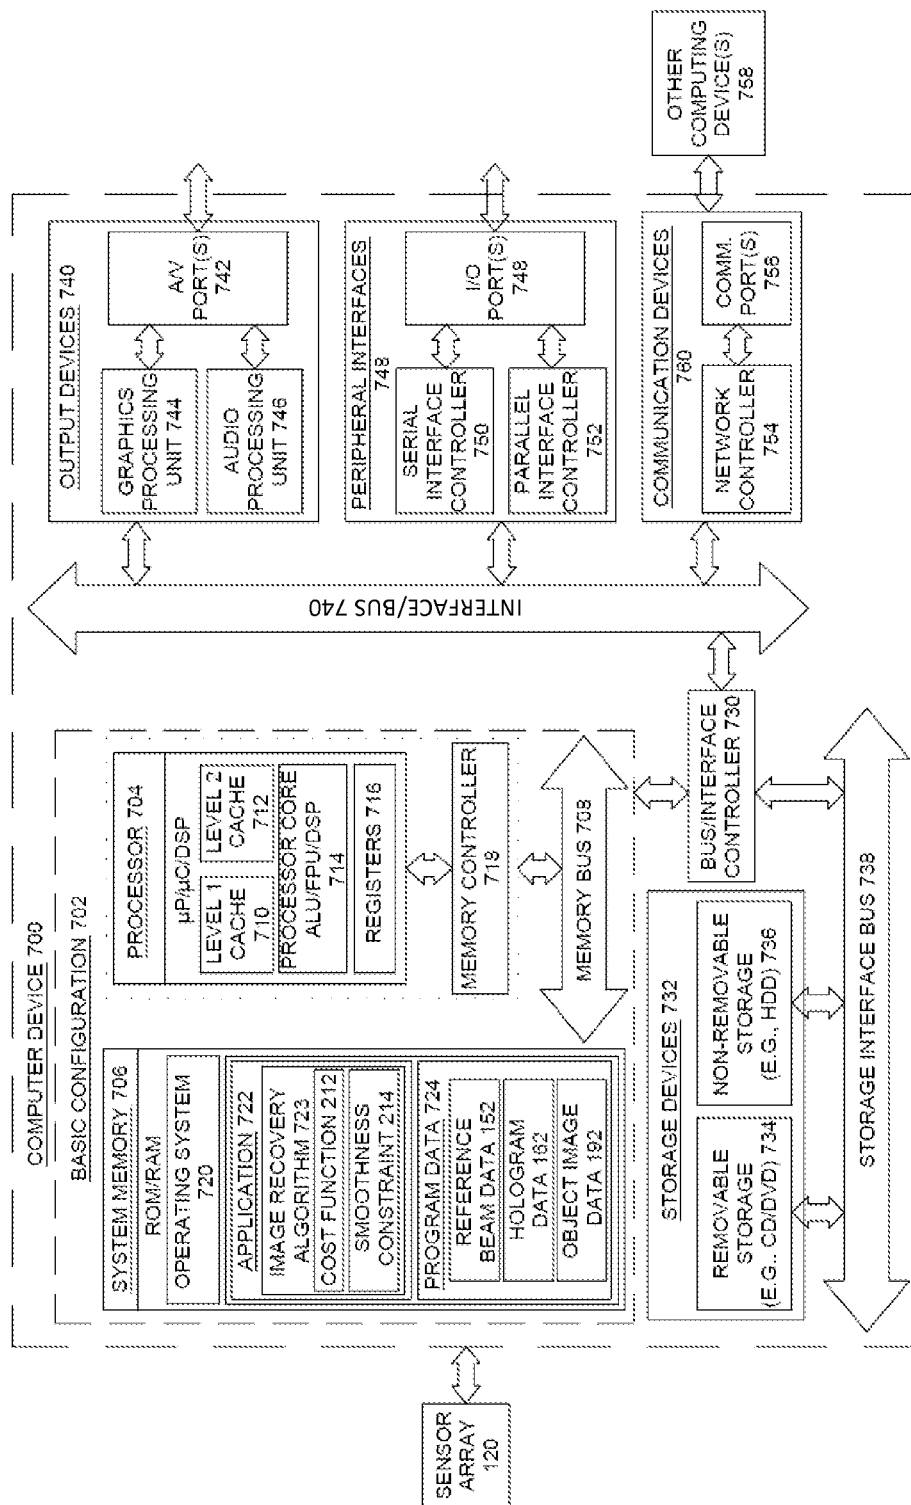 COMPUTER DEVICE 700
BASIC CONFIGURATION 702
SYSTEM MEMORY 706
ROM/RAM
OPERATING SYSTEM
720
APPLICATION 722
IMAGE RECOVERY
ALGORITHM 723
COST FUNCTION 212
SMOOTHNESS
CONSTRAINT 214
PROGRAM DATA 724
REFERENCE
BEAM DATA 152
HOLOGRAM
DATA 162
OBJECT IMAGE
DATA 192
PROCESSOR 704
µP/µC/DSP
LEVEL 1
CACHE
710
LEVEL 2
CACHE
712
PROCESSOR CORE
ALU/FPU/DSP
714
REGISTERS 716
MEMORY CONTROLLER
718
MEMORY BUS 708
SENSOR
ARRAY
120
STORAGE DEVICES 732
REMOVABLE
STORAGE
(E.G., CD/DVD) 734
NON-REMOVABLE
STORAGE
(E.G., HDD) 736
BUS/INTERFACE
CONTROLLER 730
STORAGE INTERFACE BUS 738
INTERFACE/BUS 740
OUTPUT DEVICES 740
GRAPHICS
PROCESSING
UNIT 744
AUDIO
PROCESSING
UNIT 746
A/V
PORT(S)
742
PERIPHERAL INTERFACES
748
SERIAL
INTERFACE
CONTROLLER
750
PARALLEL
INTERFACE
CONTROLLER
752
I/O
PORT(S)
748
COMMUNICATION DEVICES
760
NETWORK
CONTROLLER
754
COMM.
PORT(S)
756
OTHER
COMPUTING
DEVICE(S)
758